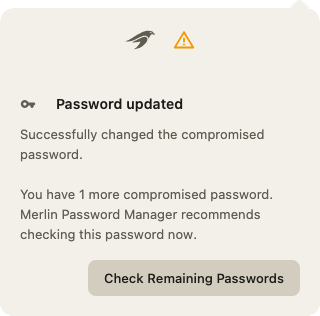 Password updated
Successfully changed the compromised
password.
You have 1 more compromised password.
Merlin Password Manager recommends
checking this password now.
Check Remaining Passwords